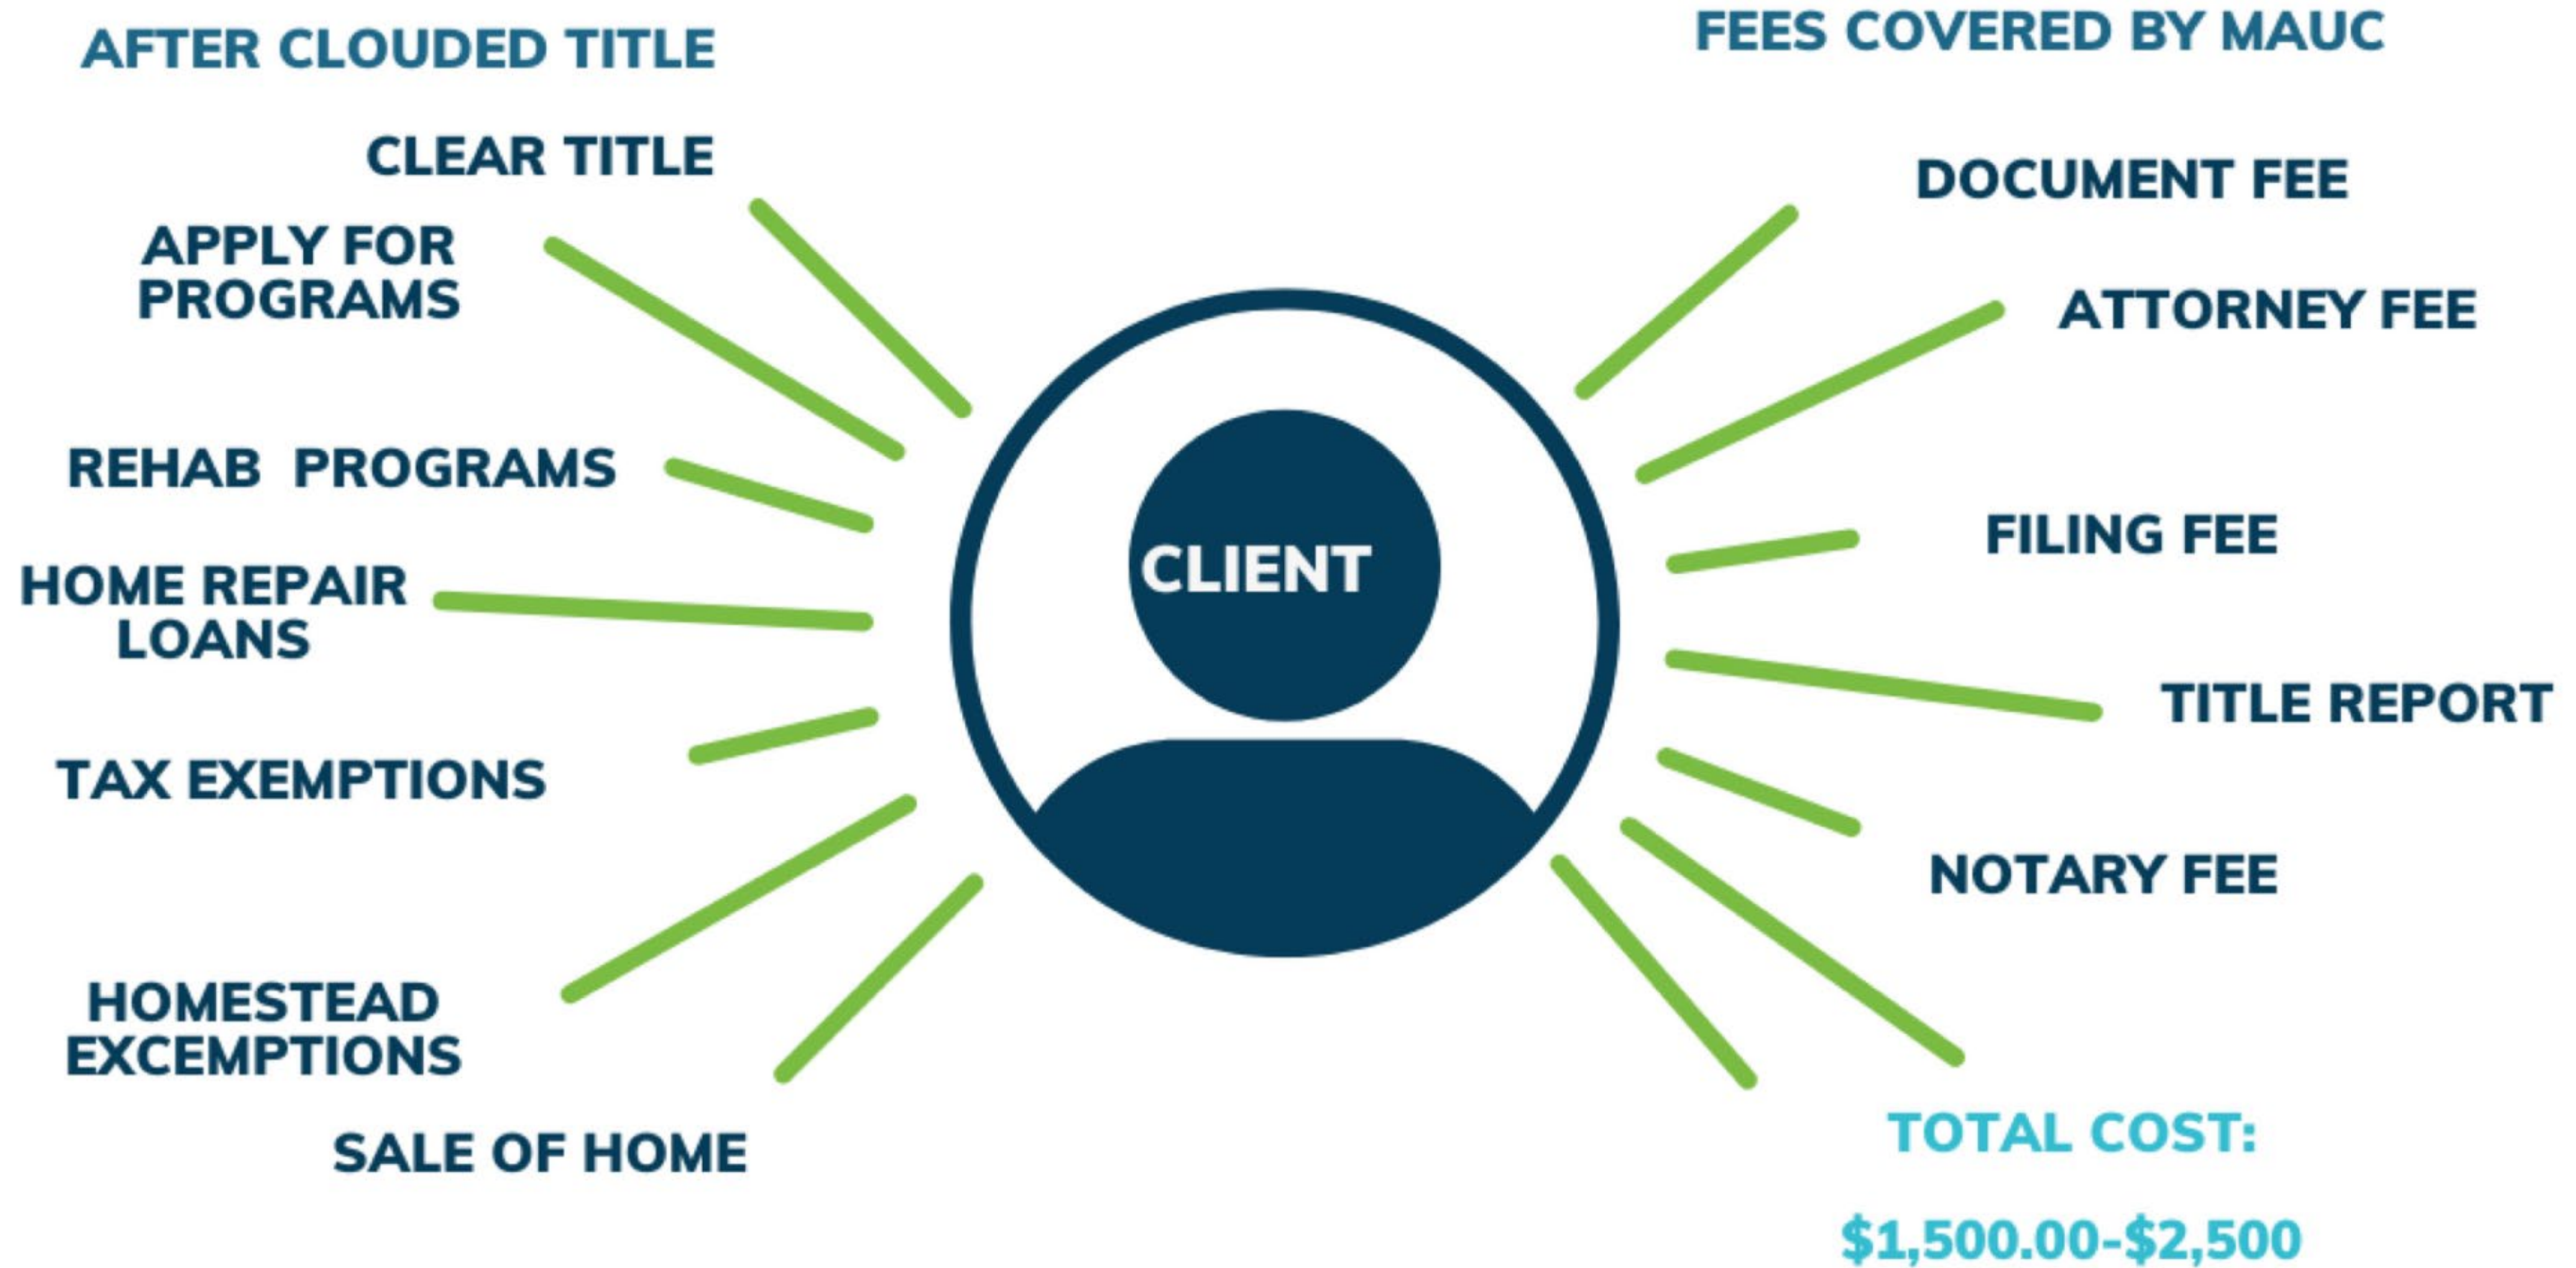 AFTER CLOUDED TITLE
CLEAR TITLE
APPLY FOR
PROGRAMS
REHAB PROGRAMS
HOME REPAIR
LOANS
TAX EXEMPTIONS
HOMESTEAD
EXCEMPTIONS
SALE OF HOME
CLIENT
FEES COVERED BY MAUC
DOCUMENT FEE
ATTORNEY FEE
FILING FEE
TITLE REPORT
NOTARY FEE
TOTAL COST:
$1,500.00-$2,500